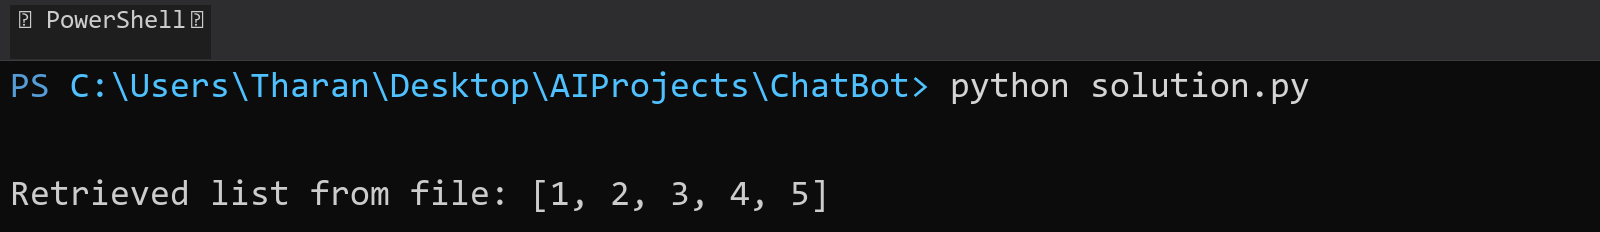 PowerShell
PS C:\Users\Tharan\Desktop\AIProjects\ChatBot> python solution.py
Retrieved list from file: [1, 2, 3, 4, 5]